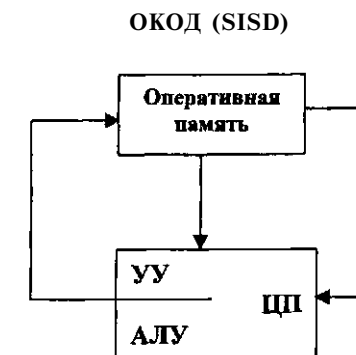 ОКОД (SISD)
Оперативная
память
УУ
ЦП
АЛУ